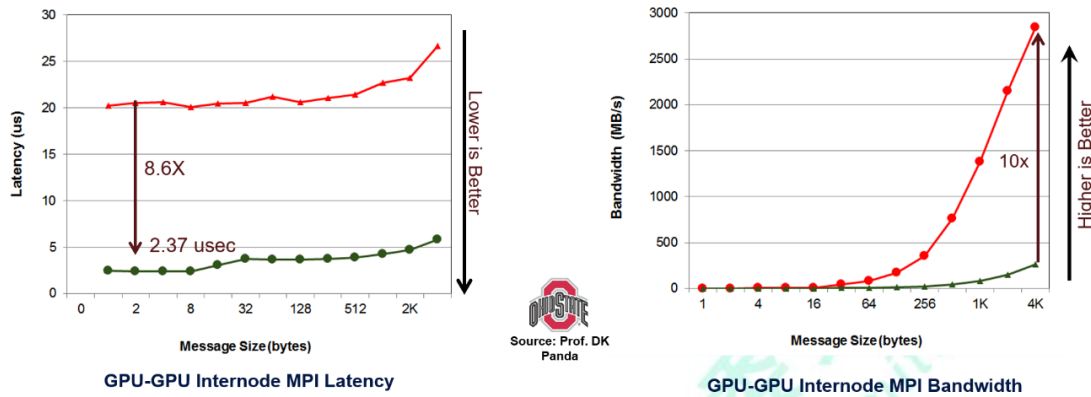 30
25
20
15
10
5
0
Latency (us)
8.6X
2.37 usec
0 2 8 32 128 512 2K
Message Size(bytes)
GPU-GPU Internode MPI Latency
Lower is Better
OHIO STATE
Source: Prof. DK
Panda
3000
2500
2000
1500
1000
500
0
Bandwidth (MB/s)
10x
1 4 16 64 256 1K 4K
Message Size(bytes)
GPU-GPU Internode MPI Bandwidth
Higher is Better